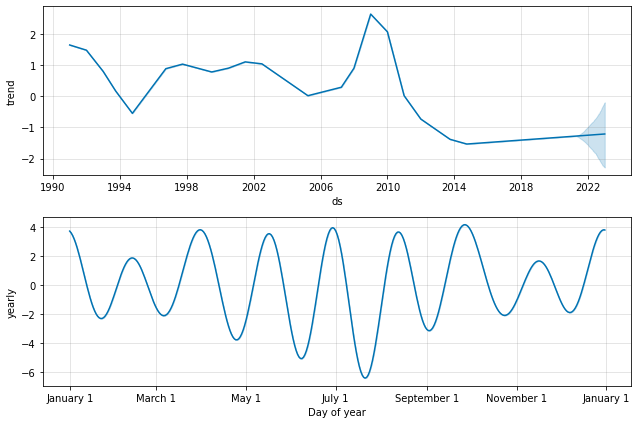 trend
2
1
0
−1
−2
1990 1994 1998 2002 2006 2010 2014 2018 2022
ds
yearly
4
2
0
−2
−4
−6
January 1 March 1 May 1 July 1 September 1 November 1 January 1
Day of year